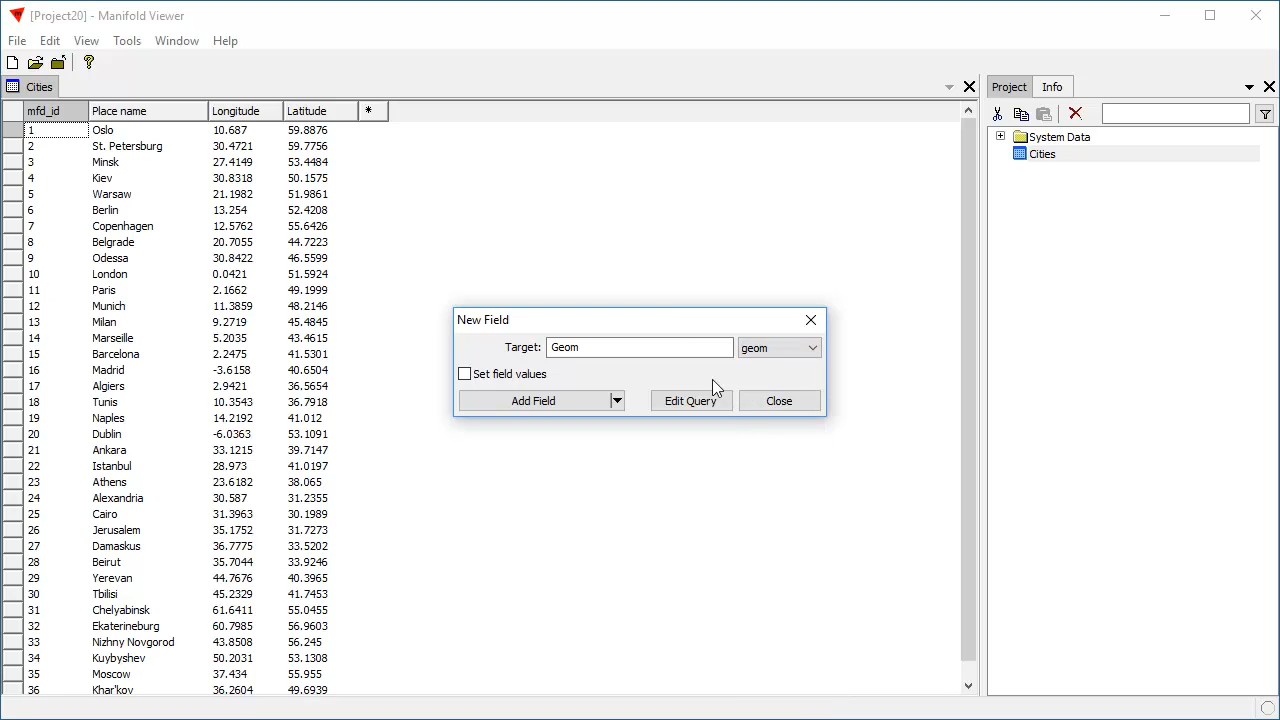 [Project20] - Manifold Viewer
File Edit View Tools Window Help
Cities
mfd_id Place name Longitude Latitude *
1 Oslo 10.687 59.8876
2 St. Petersburg 30.4721 59.7756
3 Minsk 27.4149 53.4484
4 Kiev 30.8318 50.1575
5 Warsaw 21.1982 51.9861
6 Berlin 13.254 52.4208
7 Copenhagen 12.5762 55.6426
8 Belgrade 20.7055 44.7223
9 Odessa 30.8422 46.5599
10 London 0.0421 51.5924
11 Paris 2.1662 49.1999
12 Munich 11.3859 48.2146
13 Milan 9.2719 45.4845
14 Marseille 5.2035 43.4615
15 Barcelona 2.2475 41.5301
16 Madrid -3.6158 40.6504
17 Algiers 2.9421 36.5654
18 Tunis 10.3543 36.7918
19 Naples 14.2192 41.012
20 Dublin -6.0363 53.1091
21 Ankara 33.1215 39.7147
22 Istanbul 28.973 41.0197
23 Athens 23.6182 38.065
24 Alexandria 30.587 31.2355
25 Cairo 31.3963 30.1989
26 Jerusalem 35.1752 31.7273
27 Damaskus 36.7775 33.5202
28 Beirut 35.7044 33.9246
29 Yerevan 44.7676 40.3965
30 Tbilisi 45.2329 41.7453
31 Chelyabinsk 61.6411 55.0455
32 Ekaterineburg 60.7985 56.9603
33 Nizhny Novgorod 43.8508 56.245
34 Kuybyshev 50.2031 53.1308
35 Moscow 37.434 55.955
36 Khar'kov 36.2604 49.6939
New Field
Target: Geom geom
Set field values
Add Field Edit Query Close
Project Info
System Data
Cities